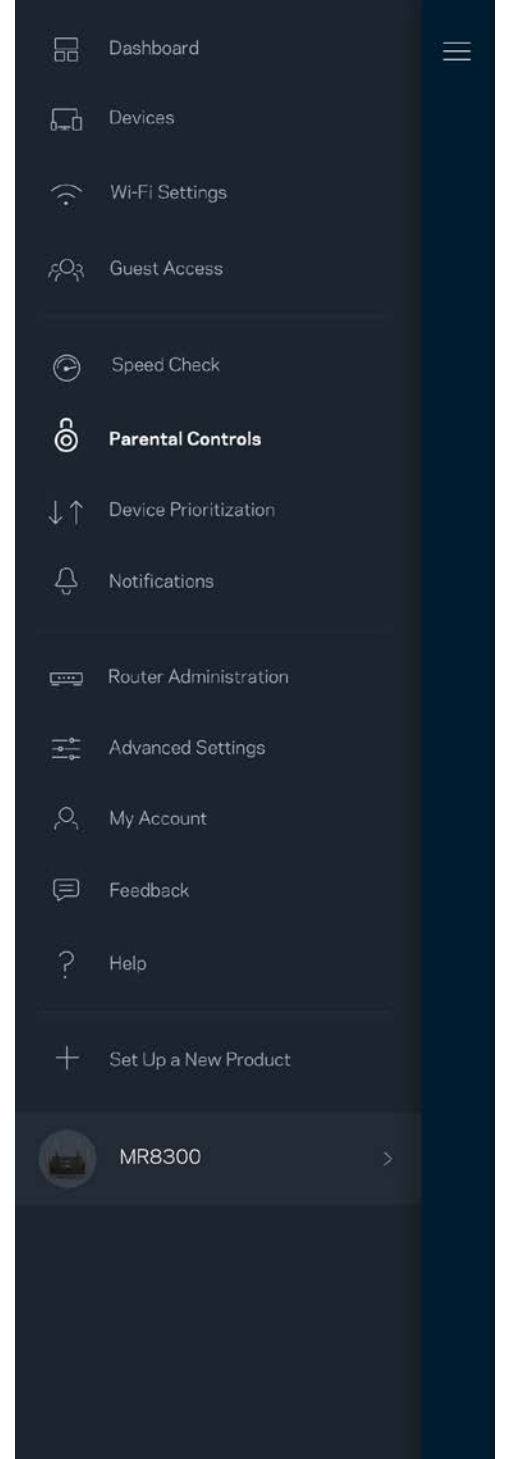 Dashboard
Devices
Wi-Fi Settings
Guest Access
Speed Check
Parental Controls
Device Prioritization
Notifications
Router Administration
Advanced Settings
My Account
Feedback
Help
Set Up a New Product
MR8300